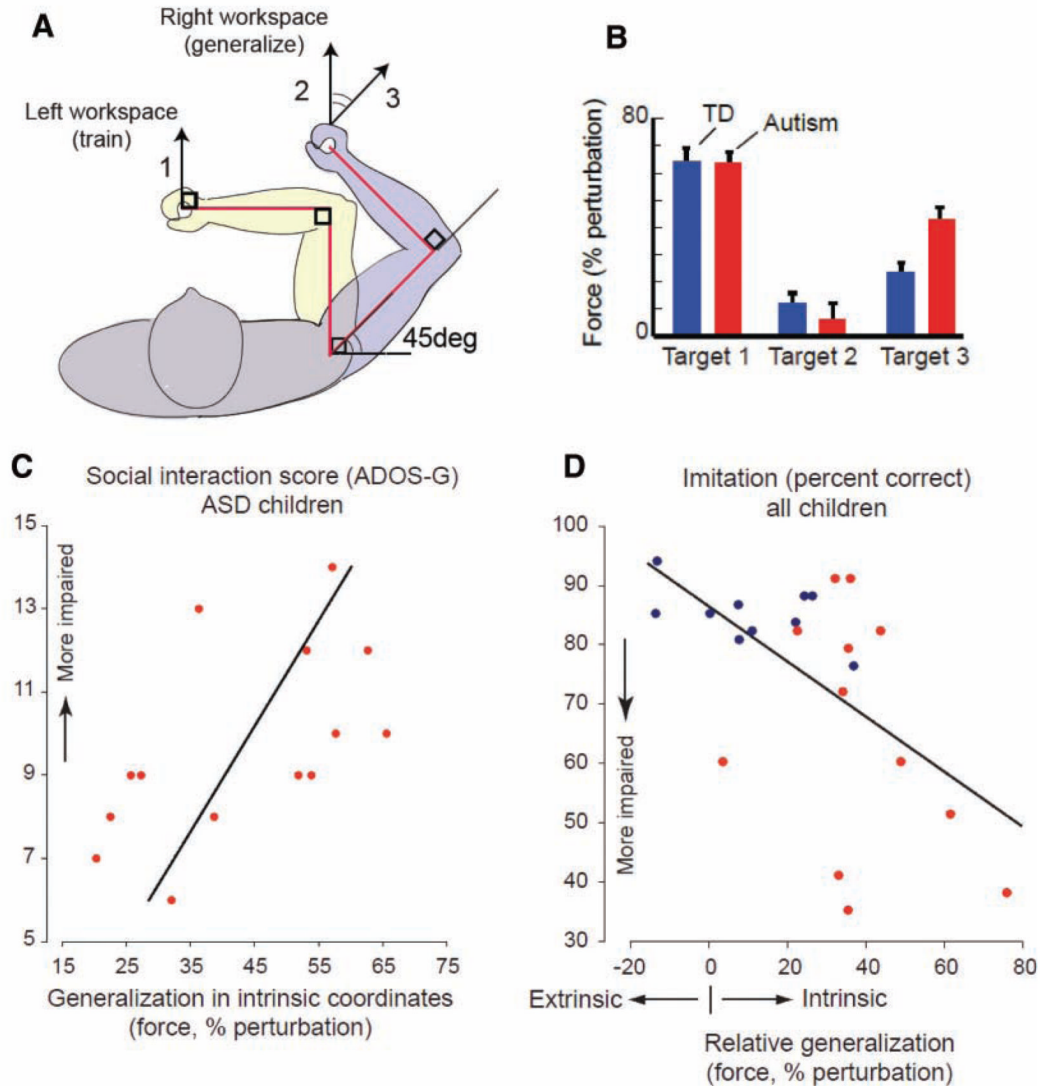 A
Right workspace
(generalize)
2
3
Left workspace
(train)
1
45deg
B
Force (% perturbation)
80
0
TD
Autism
Target 1
Target 2
Target 3
C
Social interaction score (ADOS-G)
ASD children
More impaired
15
13
11
9
7
5
15 25 35 45 55 65 75
Generalization in intrinsic coordinates
(force, % perturbation)
D
Imitation (percent correct)
all children
More impaired
100
90
80
70
60
50
40
30
-20 0 20 40 60 80
Extrinsic
Intrinsic
Relative generalization
(force, % perturbation)